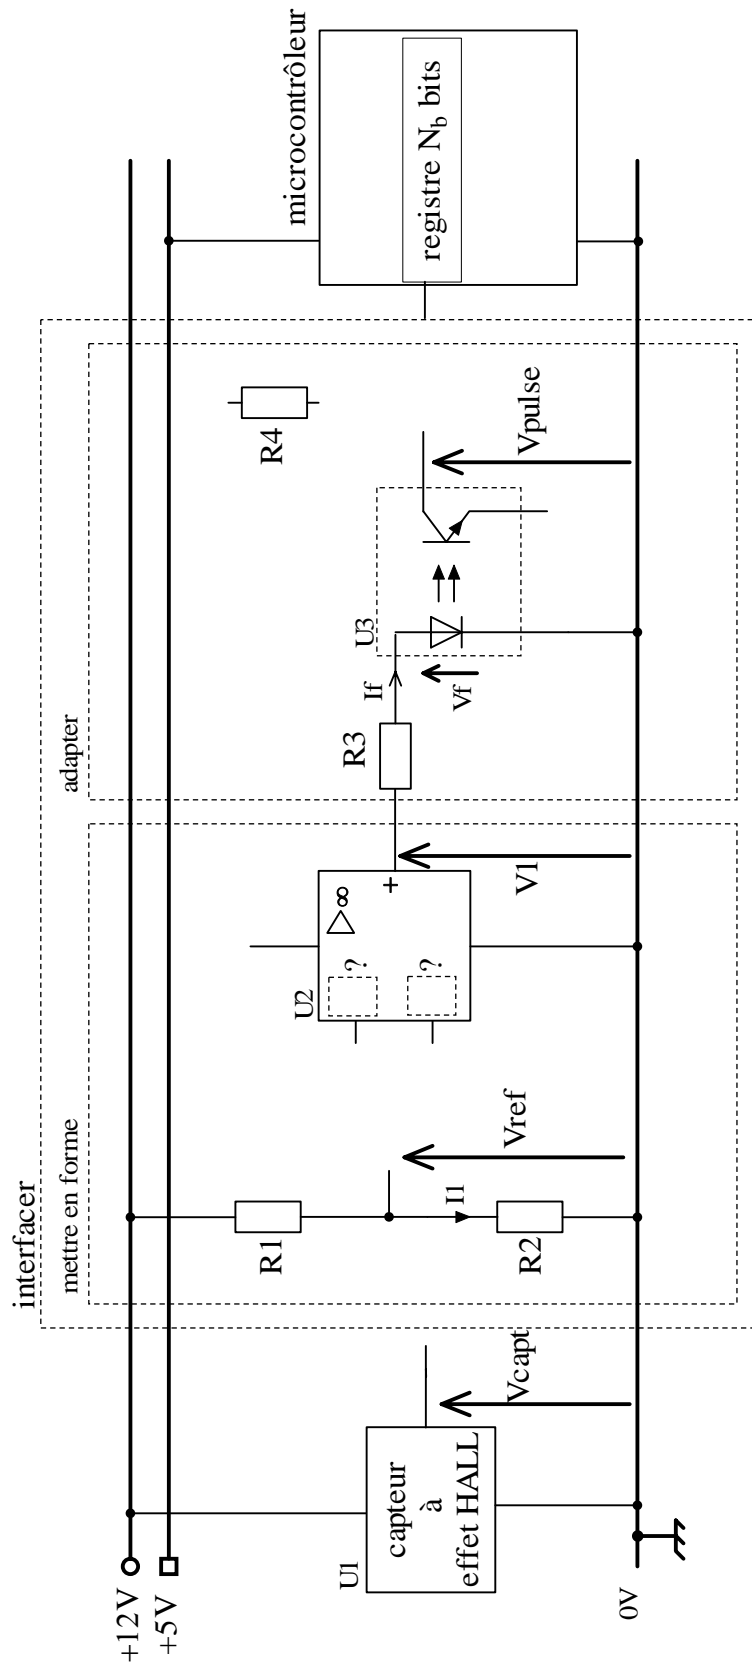 +12V
+5V
0V
U1
capteur
à
effet HALL
Vcapt
interfacer
mettre en forme
R1
R2
I1
Vref
U2
?
?
∞
+
V1
adapter
R3
If
Vf
U3
R4
Vpulse
microcontrôleur
registre Nb bits